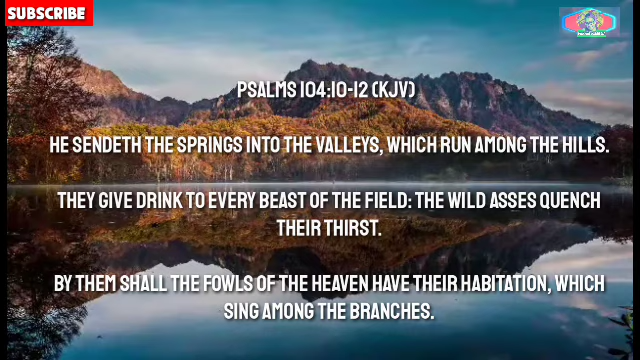 SUBSCRIBE
PSALMS 104:10-12 (KJV)
HE SENDETH THE SPRINGS INTO THE VALLEYS, WHICH RUN AMONG THE HILLS.
THEY GIVE DRINK TO EVERY BEAST OF THE FIELD: THE WILD ASSES QUENCH
THEIR THIRST.
BY THEM SHALL THE FOWLS OF THE HEAVEN HAVE THEIR HABITATION, WHICH
SING AMONG THE BRANCHES.